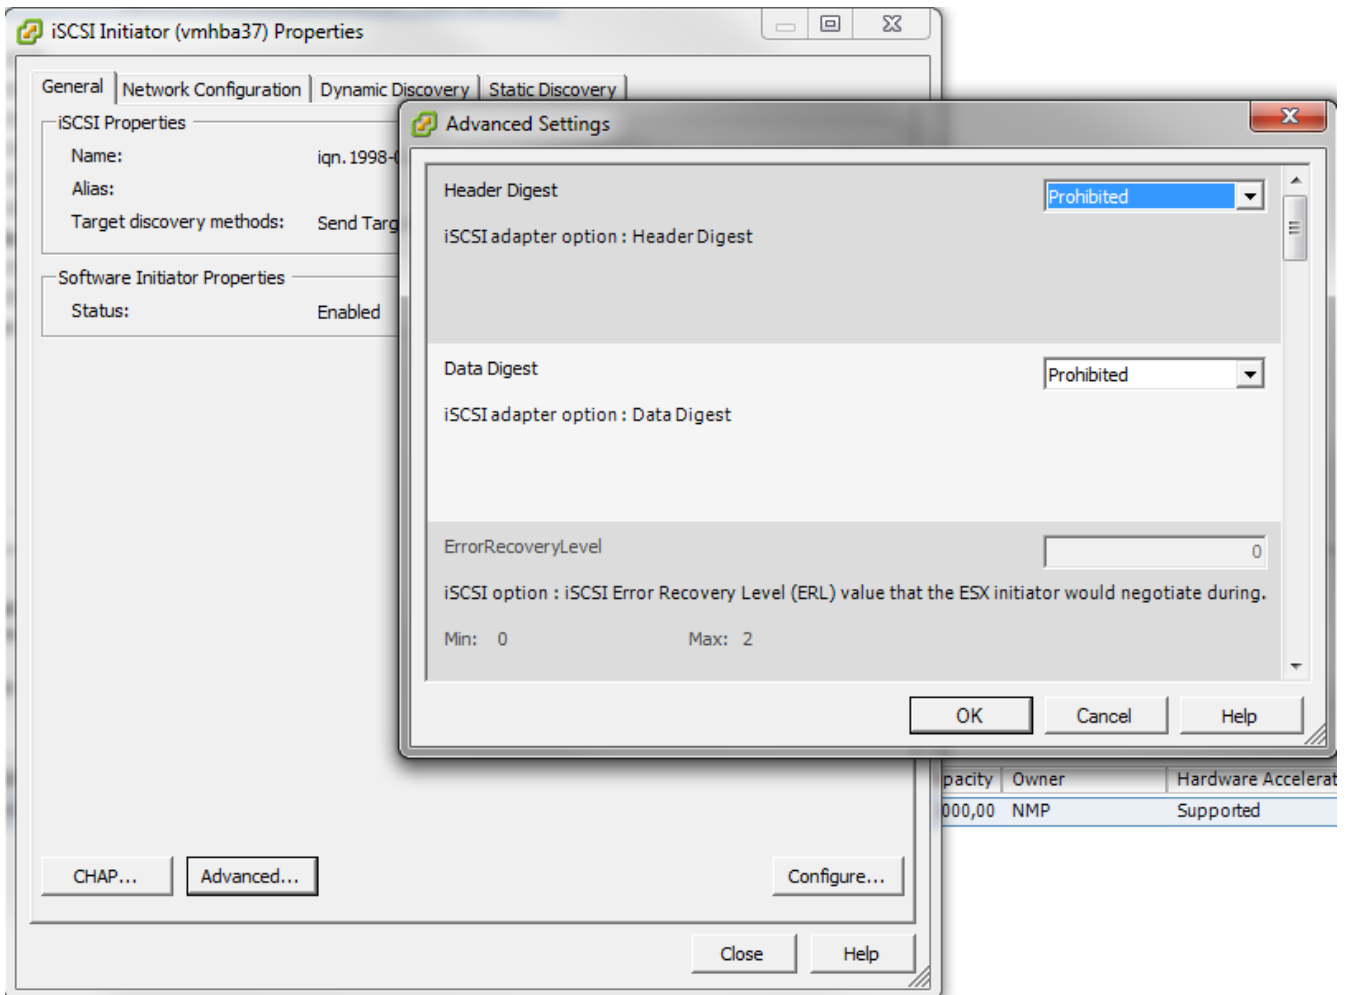 iSCSI Initiator (vmhba37) Properties
General Network Configuration Dynamic Discovery Static Discovery
iSCSI Properties
Name: iqn.1998-
Alias:
Target discovery methods: Send Targ
Software Initiator Properties
Status: Enabled
Advanced Settings
Header Digest Prohibited
iSCSI adapter option : Header Digest
Data Digest Prohibited
iSCSI adapter option : Data Digest
ErrorRecoveryLevel 0
iSCSI option : iSCSI Error Recovery Level (ERL) value that the ESX initiator would negotiate during.
Min: 0 Max: 2
OK Cancel Help
pacity Owner Hardware Accelerat
000,00 NMP Supported
CHAP... Advanced... Configure...
Close Help